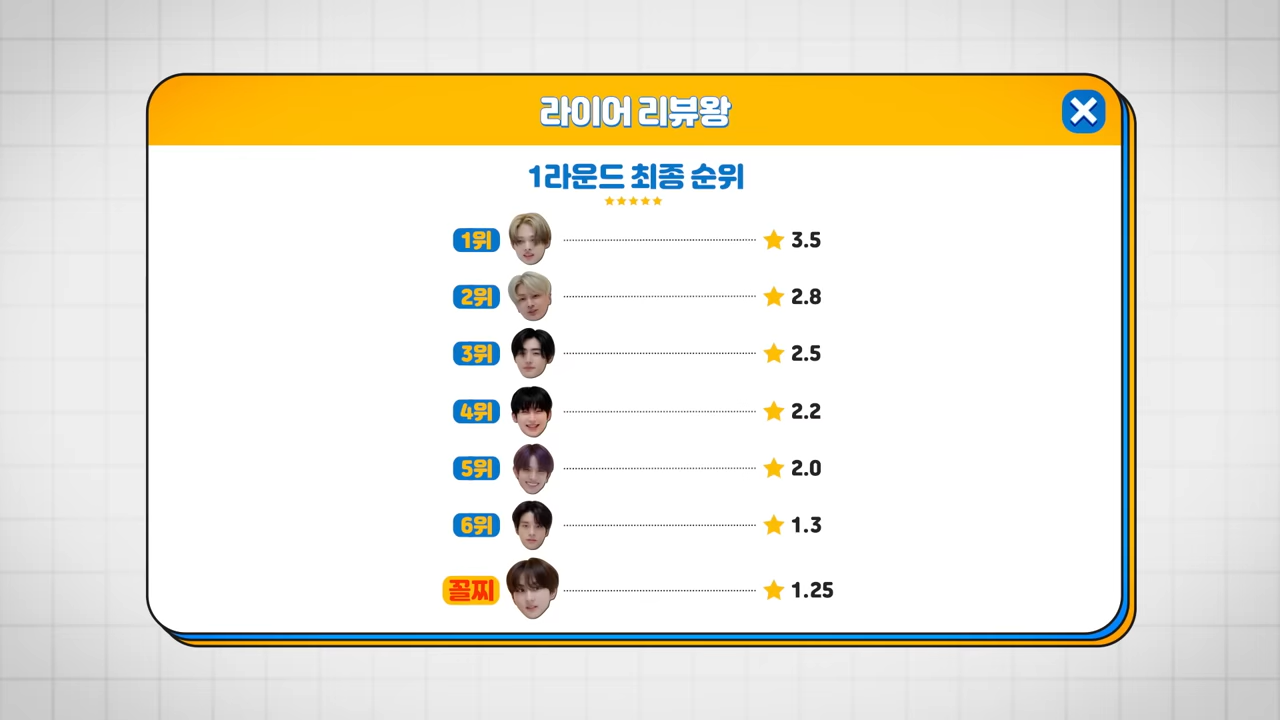 라이어 리뷰왕
1라운드 최종 순위
1위 3.5
2위 2.8
3위 2.5
4위 2.2
5위 2.0
6위 1.3
꼴찌 1.25